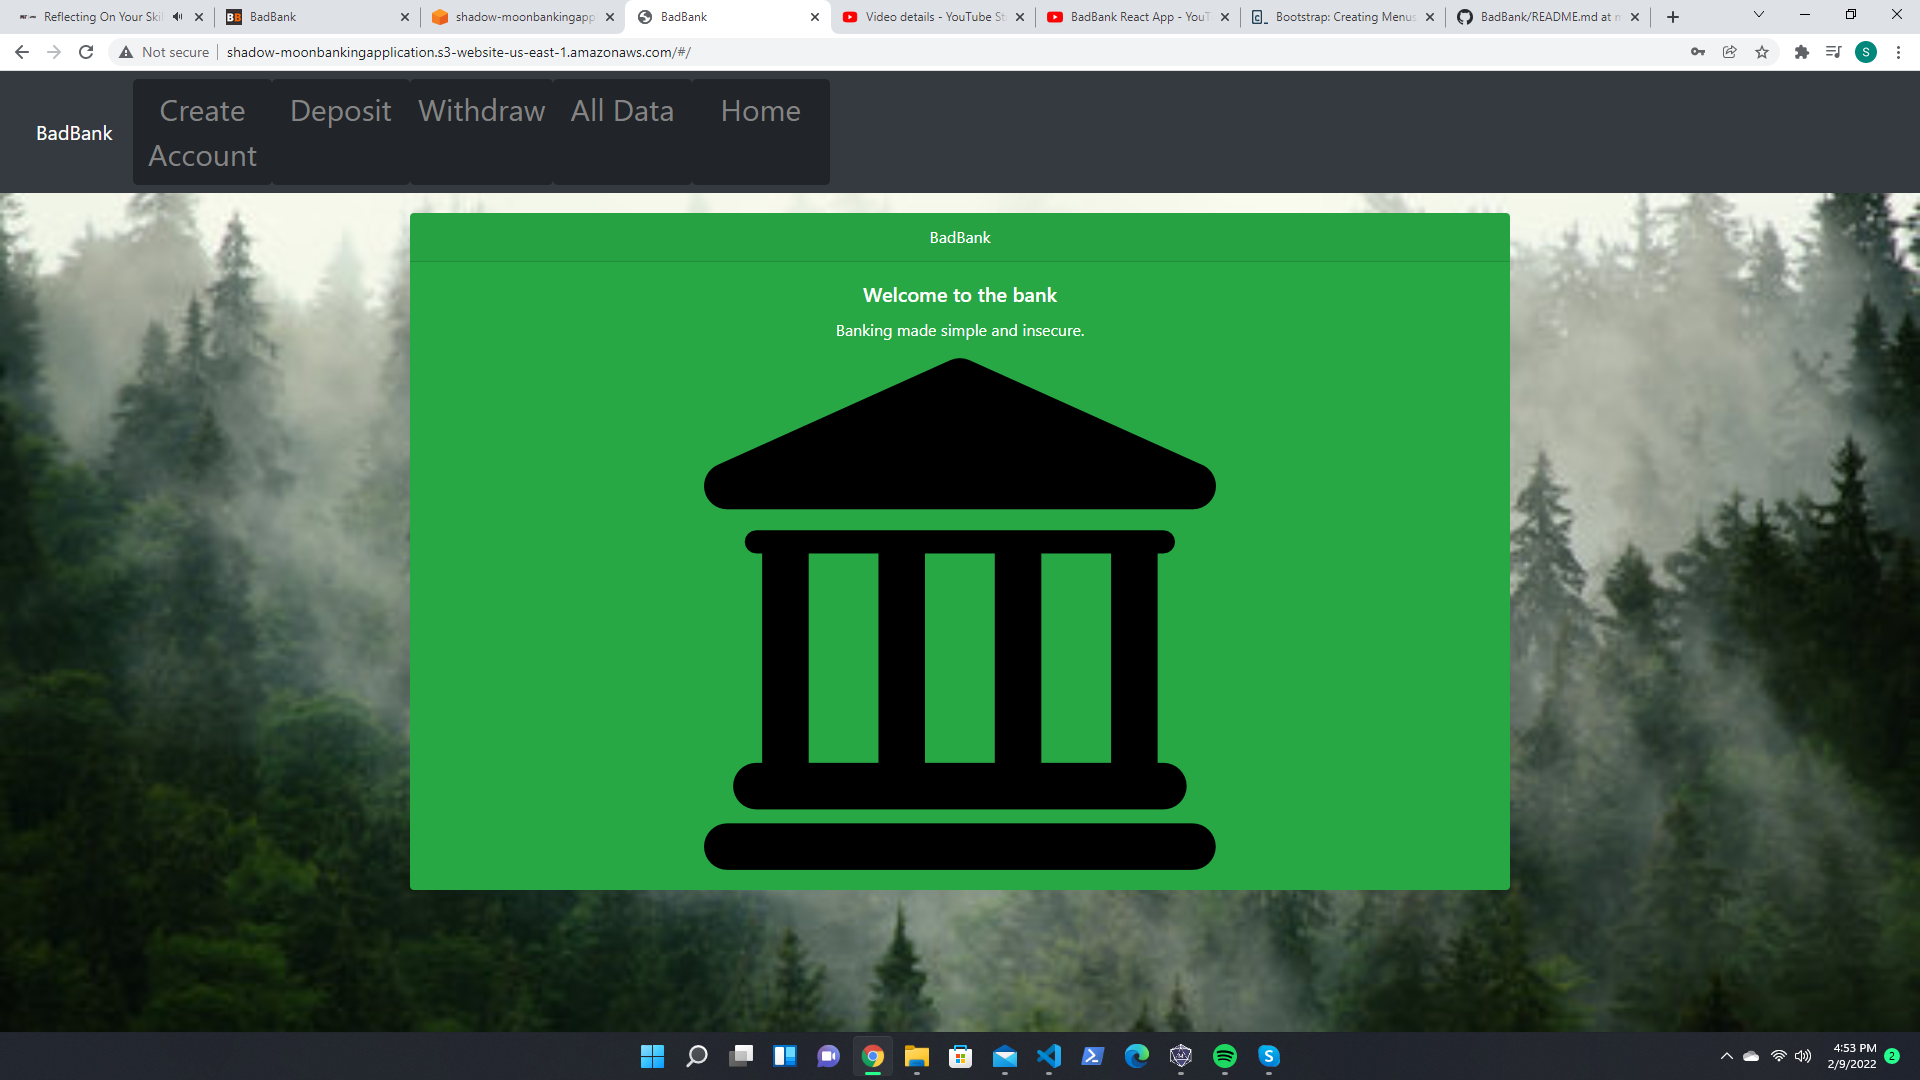 Reflecting On Your Skil
BadBank
shadow-moonbankingapp
BadBank
Video details - YouTube St
BadBank React App - YouT
Bootstrap: Creating Menus
BadBank/README.md at m
Not secure
shadow-moonbankingapplication.s3-website-us-east-1.amazonaws.com/#/
S
BadBank
Create
Account
Deposit
Withdraw
All Data
Home
BadBank
Welcome to the bank
Banking made simple and insecure.
4:53 PM
2/9/2022
2